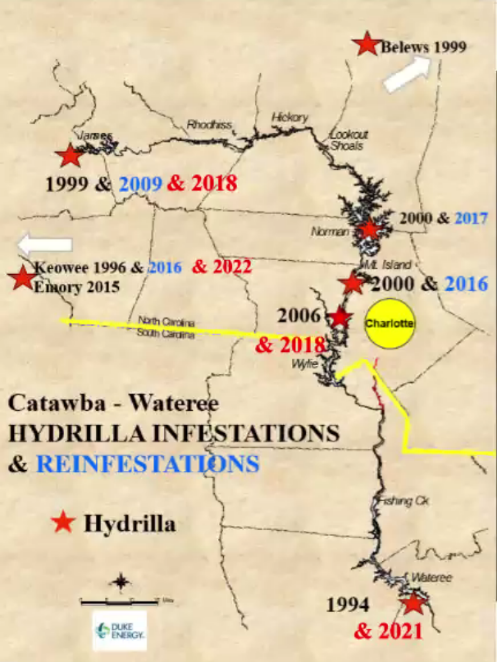 Belews 1999
James
Rhodhiss
Hickory
Lookout
Shoals
1999 & 2009 & 2018
Norman
2000 & 2017
Keowee 1996 & 2016 & 2022
Emory 2015
Mt. Island
2000 & 2016
2006
& 2018
Charlotte
North Carolina
South Carolina
Wylie
Catawba - Wateree
HYDRILLA INFESTATIONS
& REINFESTATIONS
Hydrilla
Fishing Ck
Wateree
1994
& 2021
DUKE
ENERGY.